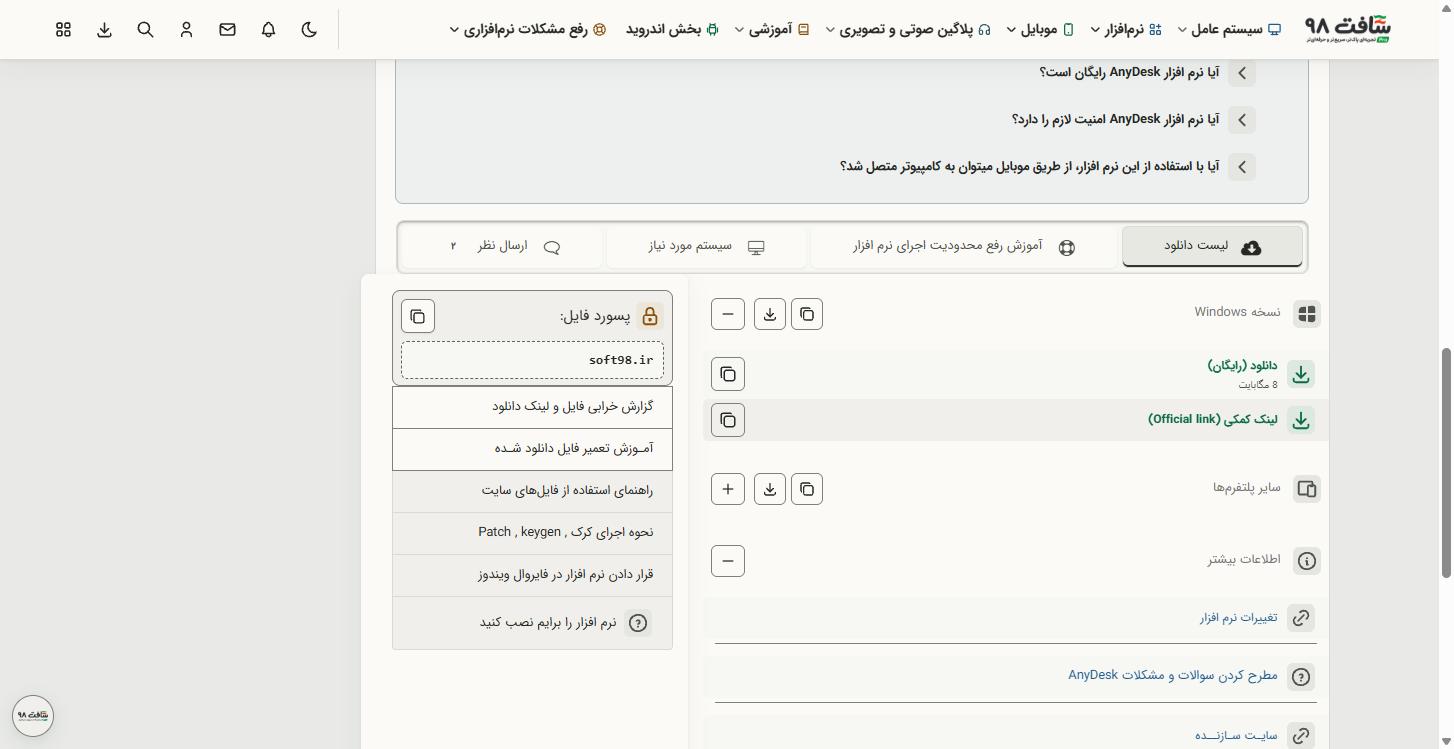 سافت ۹۸
سیستم عامل
نرم‌افزار
موبایل
پلاگین صوتی و تصویری
آموزشی
بخش اندروید
رفع مشکلات نرم‌افزاری
آیا نرم افزار AnyDesk رایگان است؟
آیا نرم افزار AnyDesk امنیت لازم را دارد؟
آیا با استفاده از این نرم افزار، از طریق موبایل میتوان به کامپیوتر متصل شد؟
لیست دانلود
آموزش رفع محدودیت اجرای نرم افزار
سیستم مورد نیاز
ارسال نظر ۲
نسخه Windows
دانلود (رایگان)
8 مگابایت
لینک کمکی (Official link)
سایر پلتفرم‌ها
اطلاعات بیشتر
تغییرات نرم افزار
مطرح کردن سوالات و مشکلات AnyDesk
سایـت سـازنــده
پسورد فایل:
soft98.ir
گزارش خرابی فایل و لینک دانلود
آمـوزش تعمیر فایل دانلود شـده
راهنمای استفاده از فایل‌های سایت
نحوه اجرای کرک , Patch , keygen
قرار دادن نرم افزار در فایروال ویندوز
نرم افزار را برایم نصب کنید
سافت ۹۸